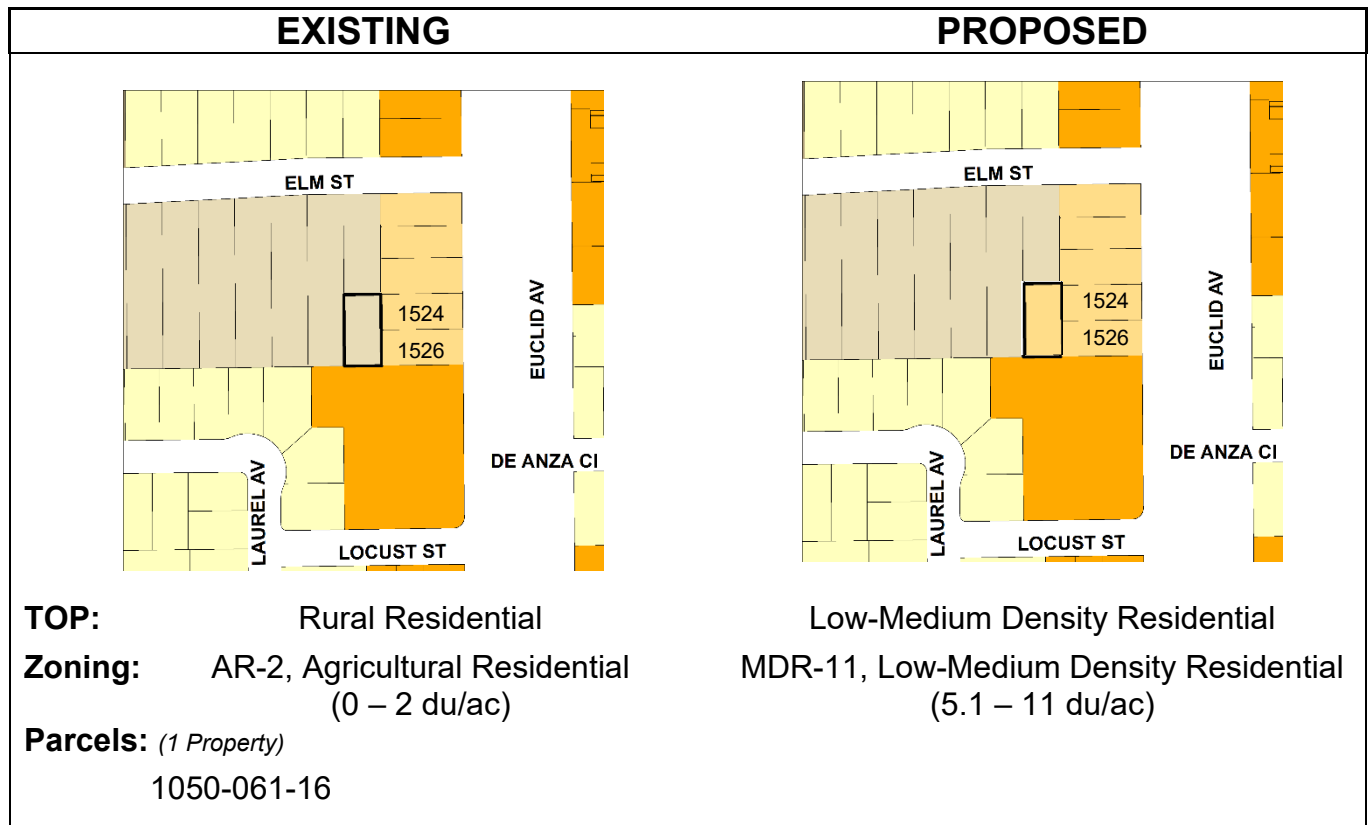 EXISTING
PROPOSED
ELM ST
1524
1526
EUCLID AV
DE ANZA CI
LAUREL AV
LOCUST ST
ELM ST
1524
1526
EUCLID AV
DE ANZA CI
LAUREL AV
LOCUST ST
TOP: Rural Residential Low-Medium Density Residential
Zoning: AR-2, Agricultural Residential MDR-11, Low-Medium Density Residential
(0 – 2 du/ac) (5.1 – 11 du/ac)
Parcels: (1 Property)
1050-061-16